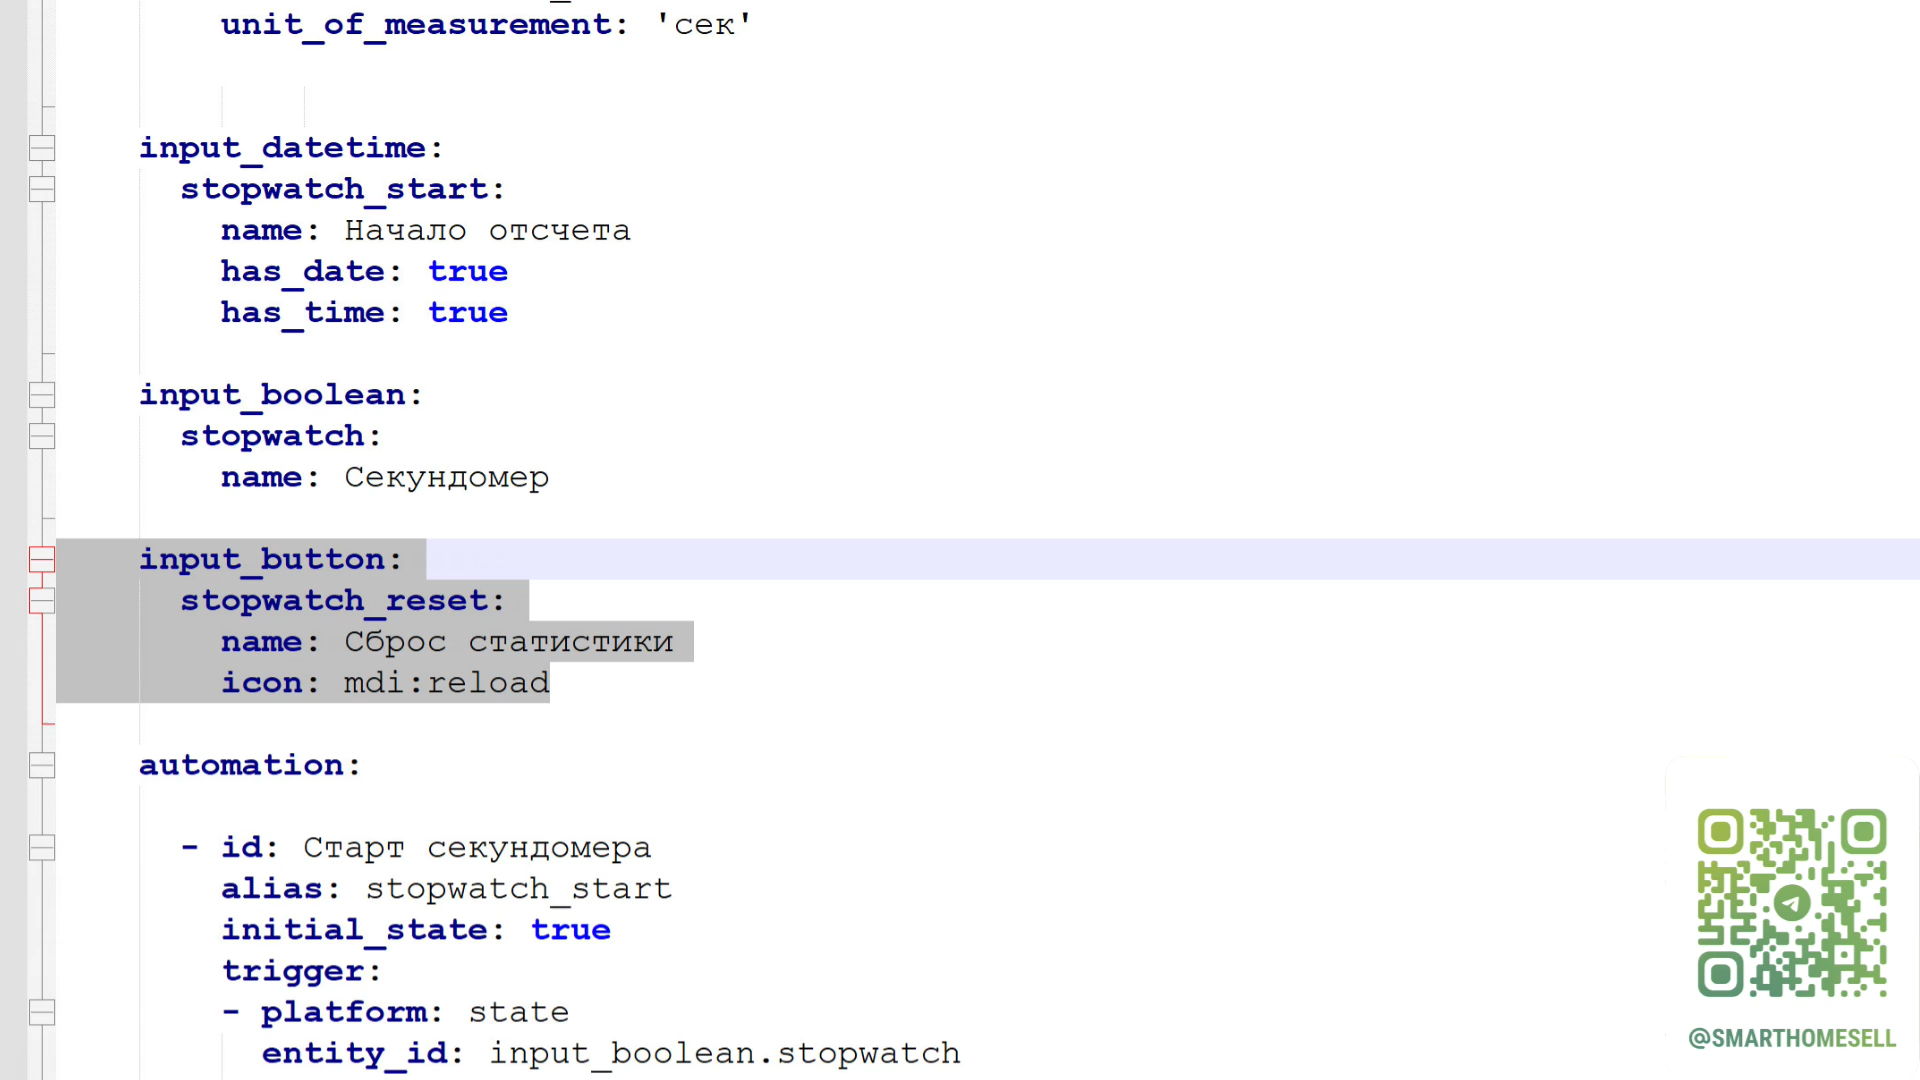 unit_of_measurement: 'сек'
input_datetime:
stopwatch_start:
name: Начало отсчета
has_date: true
has_time: true
input_boolean:
stopwatch:
name: Секундомер
input_button:
stopwatch_reset:
name: Сброс статистики
icon: mdi:reload
automation:
- id: Старт секундомера
alias: stopwatch_start
initial_state: true
trigger:
- platform: state
entity_id: input_boolean.stopwatch
@SMARTHOMESELL